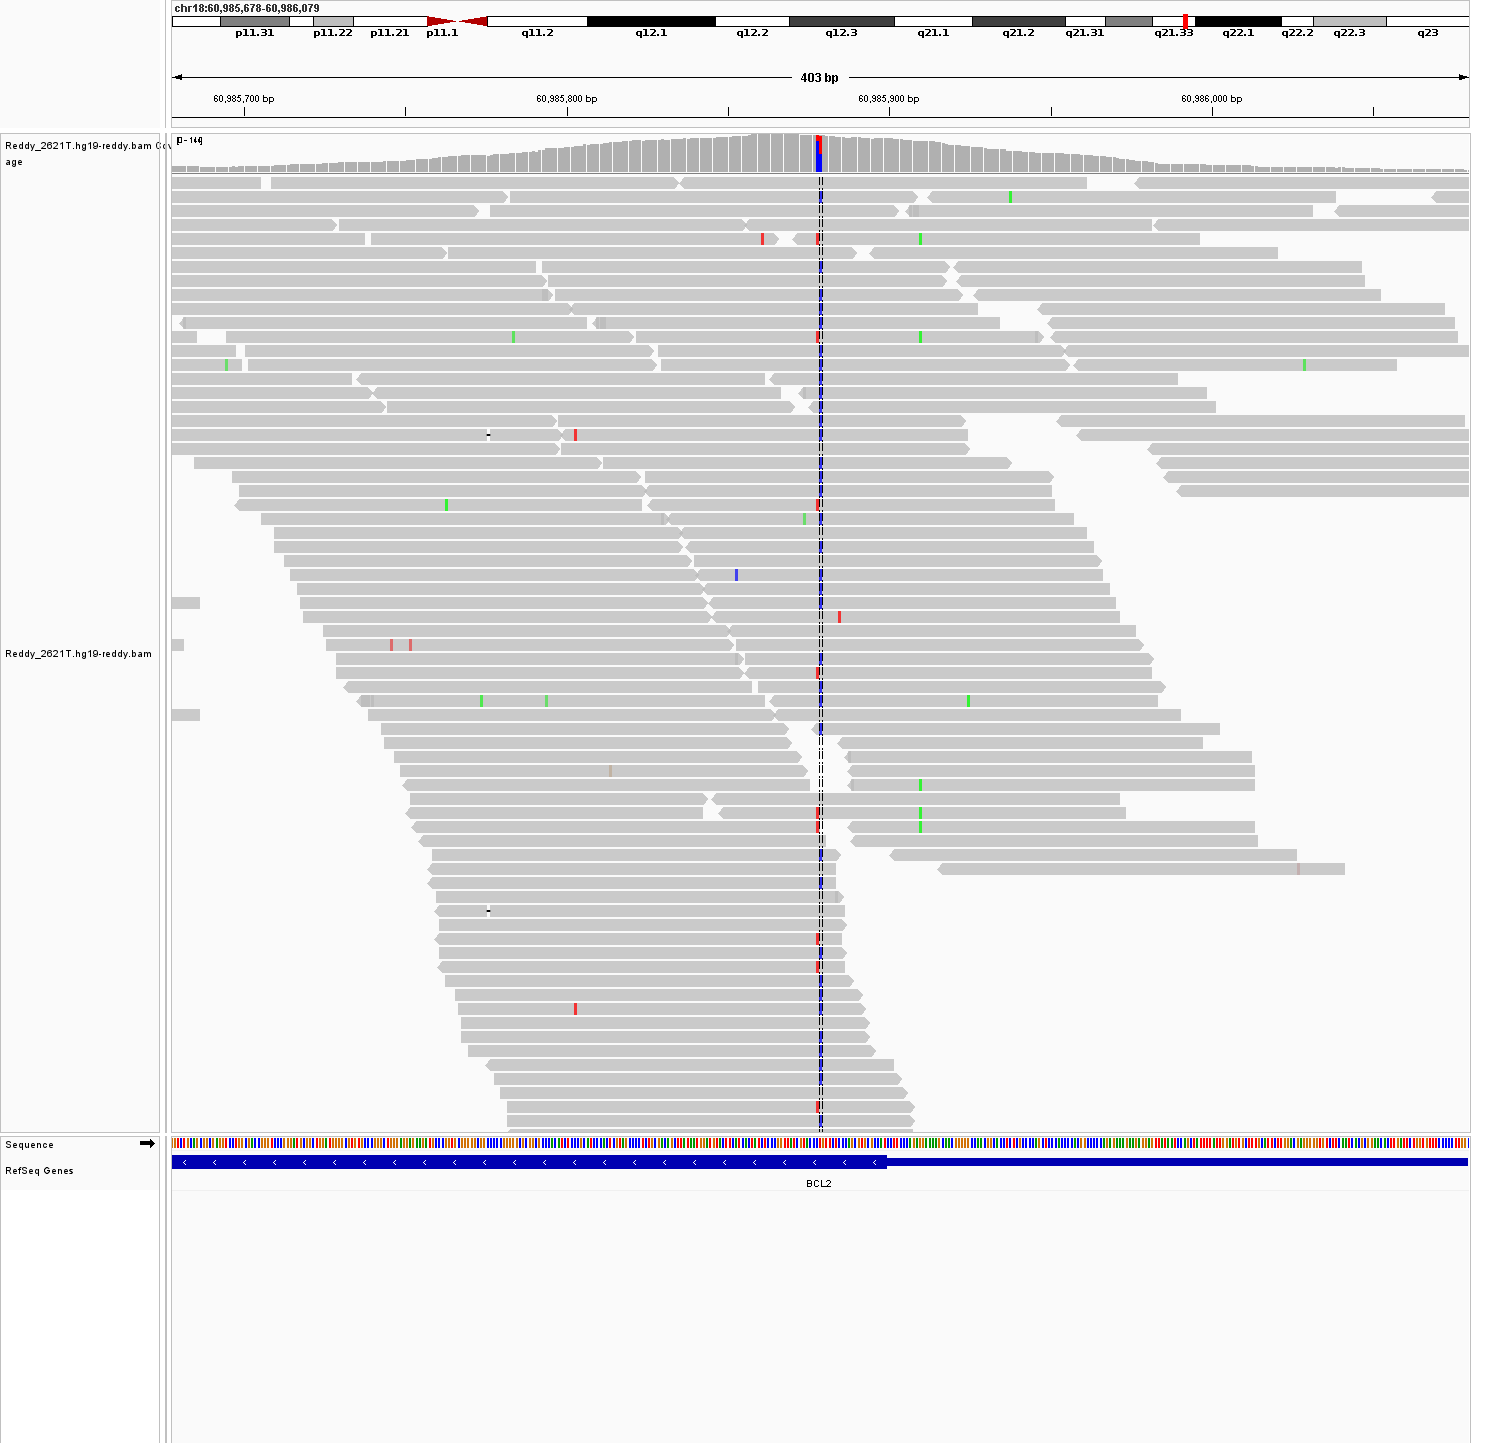 chr18:60,985,678-60,986,079
p11.31 p11.22 p11.21 p11.1 q11.2 q12.1 q12.2 q12.3 q21.1 q21.2 q21.31 q21.33 q22.1 q22.2 q22.3 q23
403 bp
60,985,700 bp 60,985,800 bp 60,985,900 bp 60,986,000 bp
Reddy_2621T.hg19-reddy.bam Cov
age
[0 - 144]
Reddy_2621T.hg19-reddy.bam
Sequence
RefSeq Genes
BCL2